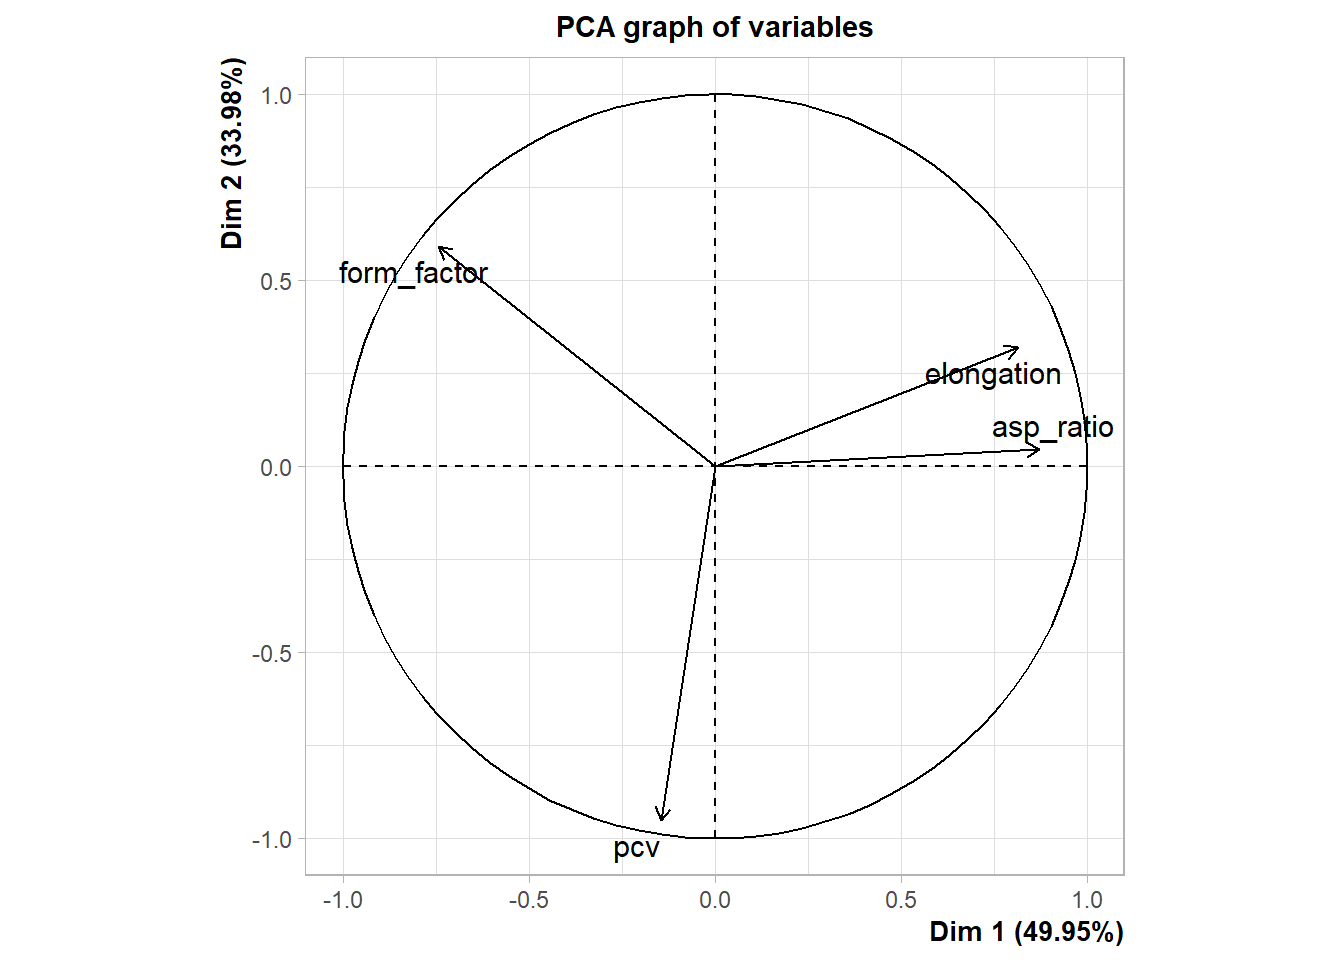 PCA graph of variables
Dim 2 (33.98%)
1.0
0.5
0.0
-0.5
-1.0
form_factor
elongation
asp_ratio
pcv
-1.0
-0.5
0.0
0.5
1.0
Dim 1 (49.95%)